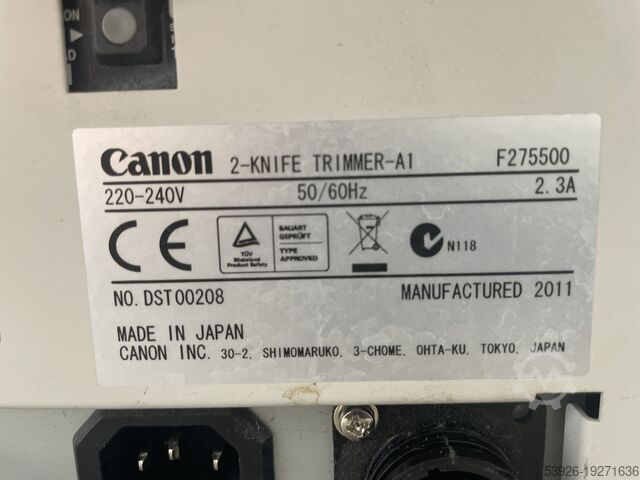 ON
D
Canon 2-KNIFE TRIMMER-A1 F275500
220-240V 50/60Hz 2.3A
CE
TÜV
Rheinland
Product Safety
BAUART
GEPRÜFT
TYPE
APPROVED
N118
NO. DST00208 MANUFACTURED 2011
MADE IN JAPAN
CANON INC. 30-2, SHIMOMARUKO, 3-CHOME, OHTA-KU, TOKYO, JAPAN
53926-19271636